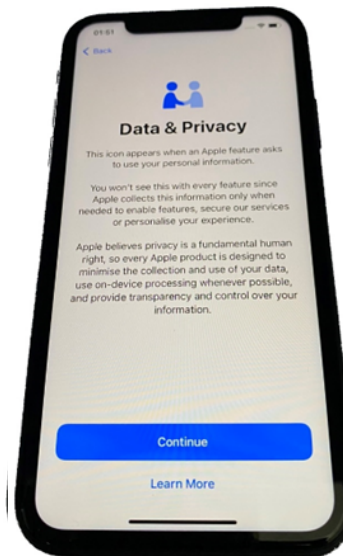 01:51
Back
Data & Privacy
This icon appears when an Apple feature asks
to use your personal information.
You won't see this with every feature since
Apple collects this information only when
needed to enable features, secure our services
or personalise your experience.
Apple believes privacy is a fundamental human
right, so every Apple product is designed to
minimise the collection and use of your data,
use on-device processing whenever possible,
and provide transparency and control over your
information.
Continue
Learn More